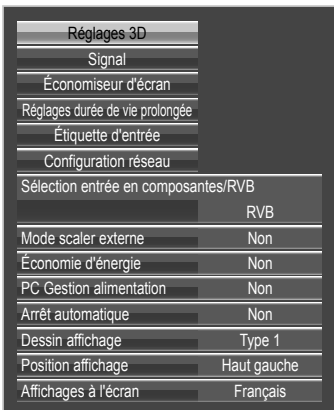 Réglages 3D
Signal
Économiseur d'écran
Réglages durée de vie prolongée
Étiquette d'entrée
Configuration réseau
Sélection entrée en composantes/RVB
RVB
Mode scaler externe Non
Économie d'énergie Non
PC Gestion alimentation Non
Arrêt automatique Non
Dessin affichage Type 1
Position affichage Haut gauche
Affichages à l'écran Français